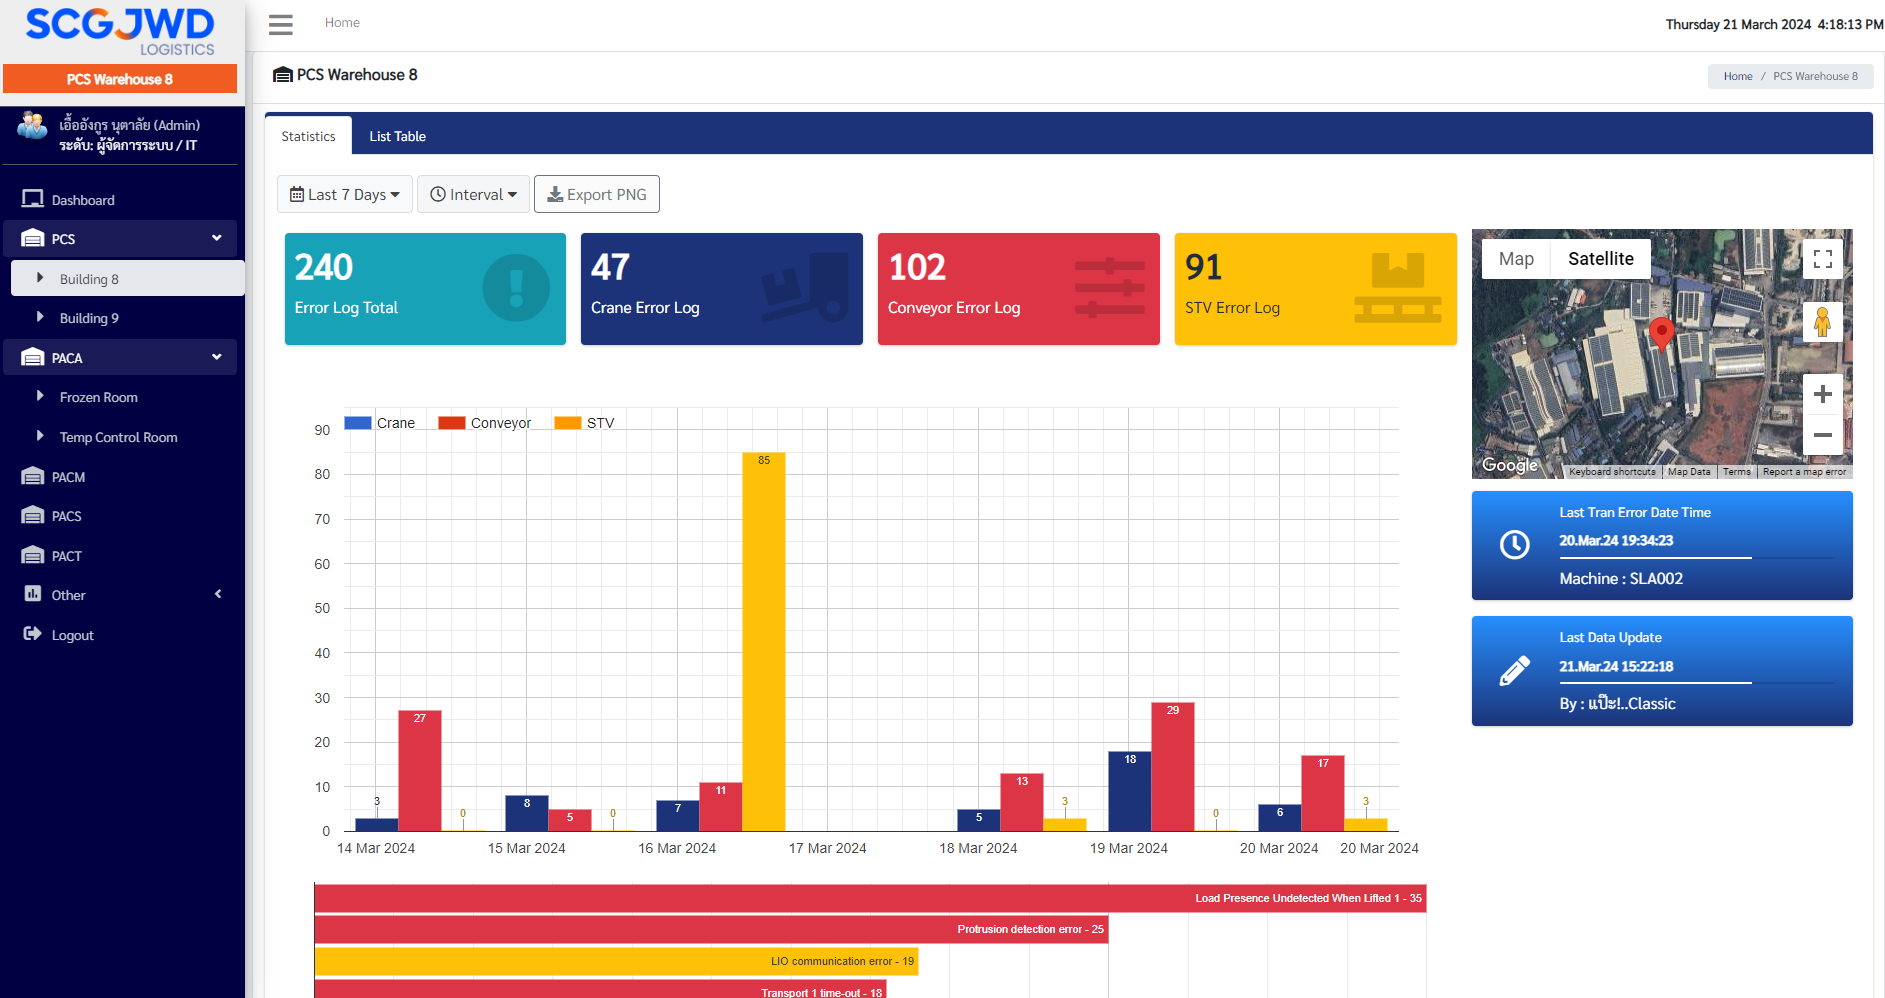 SCGJWD
LOGISTICS
PCS Warehouse 8
เอื้ออังกูร นุตาลัย (Admin)
ระดับ: ผู้จัดการระบบ / IT
Dashboard
PCS
Building 8
Building 9
PACA
Frozen Room
Temp Control Room
PACM
PACS
PACT
Other
Logout
Home
Thursday 21 March 2024 4:18:13 PM
PCS Warehouse 8
Home / PCS Warehouse 8
Statistics
List Table
Last 7 Days
Interval
Export PNG
240
Error Log Total
47
Crane Error Log
102
Conveyor Error Log
91
STV Error Log
Map
Satellite
Google
Keyboard shortcuts
Map Data
Terms
Report a map error
Last Tran Error Date Time
20.Mar.24 19:34:23
Machine : SLA002
Last Data Update
21.Mar.24 15:22:18
By : แป๊ะ!..Classic
Crane
Conveyor
STV
90
80
70
60
50
40
30
20
10
0
3
27
0
8
5
0
7
11
85
5
13
3
18
29
0
6
17
3
14 Mar 2024
15 Mar 2024
16 Mar 2024
17 Mar 2024
18 Mar 2024
19 Mar 2024
20 Mar 2024
20 Mar 2024
Load Presence Undetected When Lifted 1 - 35
Protrusion detection error - 25
LIO communication error - 19
Transport 1 time-out - 18